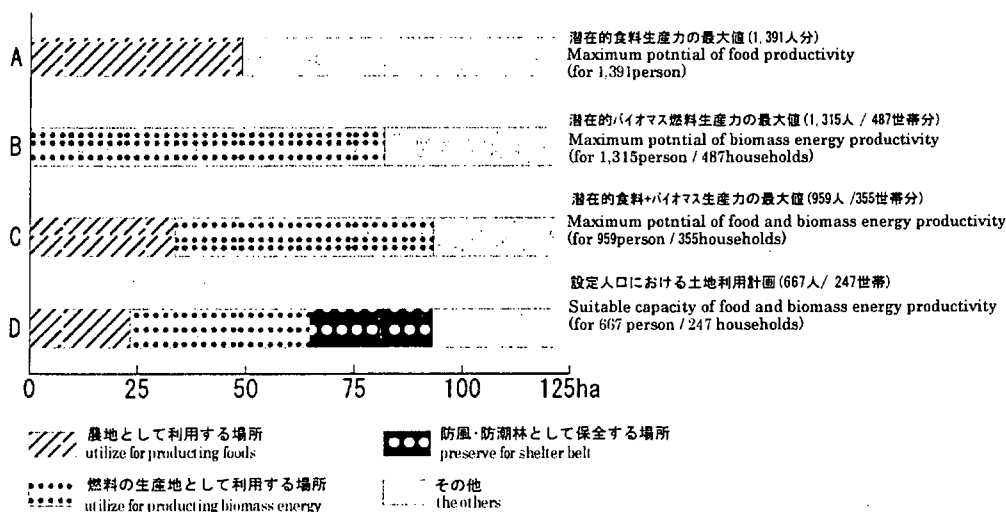 A
潜在的食料生産力の最大値(1,391人分)
Maximum potntial of food productivity
(for 1,391person)
B
潜在的バイオマス燃料生産力の最大値(1,315人 / 487世帯分)
Maximum potntial of biomass energy productivity
(for 1,315person / 487households)
C
潜在的食料+バイオマス生産力の最大値(959人 /355世帯分)
Maximum potntial of food and biomass energy productivity
(for 959person / 355households)
D
設定人口における土地利用計画(667人/ 247世帯)
Suitable capacity of food and biomass energy productivity
(for 667 person / 247 households)
0 25 50 75 100 125ha
農地として利用する場所
utilize for producting foods
防風・防潮林として保全する場所
preserve for shelter belt
燃料の生産地として利用する場所
utilize for producting biomass energy
その他
the others